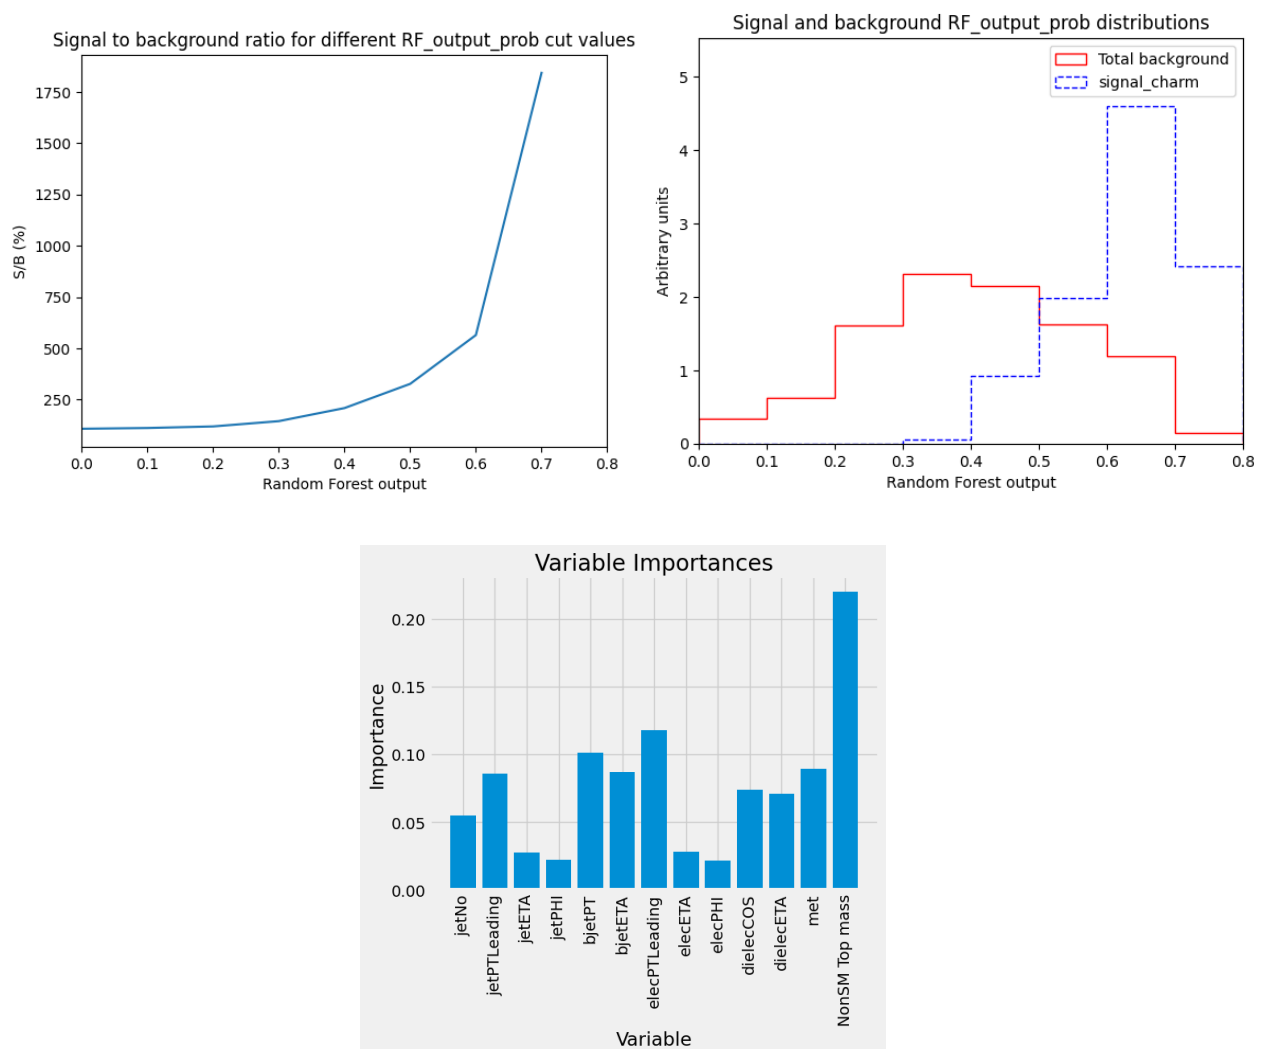 Signal to background ratio for different RF_output_prob cut values
1750
1500
1250
1000
750
500
250
S/B (%)
0.0 0.1 0.2 0.3 0.4 0.5 0.6 0.7 0.8
Random Forest output
Signal and background RF_output_prob distributions
Total background
signal_charm
5
4
3
2
1
0
Arbitrary units
0.0 0.1 0.2 0.3 0.4 0.5 0.6 0.7 0.8
Random Forest output
Variable Importances
0.20
0.15
0.10
0.05
0.00
Importance
jetNo
jetPTLeading
jetETA
jetPHI
bjetPT
bjetETA
elecPTLeading
elecETA
elecPHI
dielecCOS
dielecETA
met
NonSM Top mass
Variable